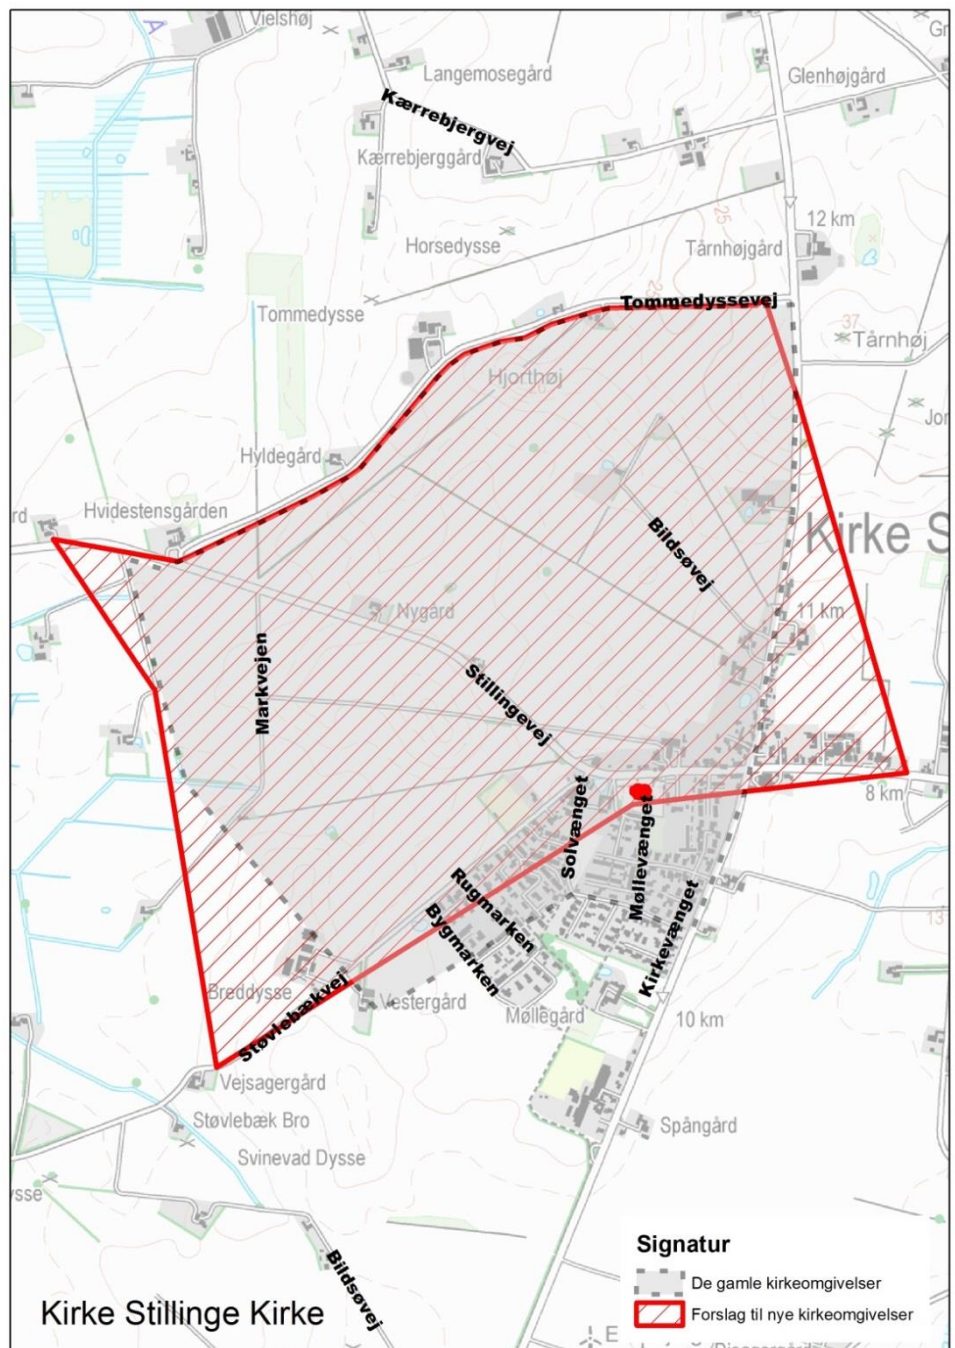 Vielshøj
A
Langemosegård
Glenhøjgård
Kærrebjergvej
Kærrebjerggård
12 km
25
Horsedysse
Tårnhøjgård
Tommedysse
Tommedyssevej
37
Tårnhøj
Hjorthøj
Hyldegård
Hvidestensgården
Kirke S
Bildsøvej
Nygård
11 km
Markvejen
Stillingevej
Solvænget
Møllevænget
8 km
Rugmarken
Bygmarken
Kirkevænget
Breddysse
Støvlebækvej
Vestergård
Møllegård
10 km
Vejsagergård
Støvlebæk Bro
Spångård
Svinevad Dysse
Bildsøvej
Signatur
De gamle kirkeomgivelser
Forslag til nye kirkeomgivelser
Kirke Stillinge Kirke